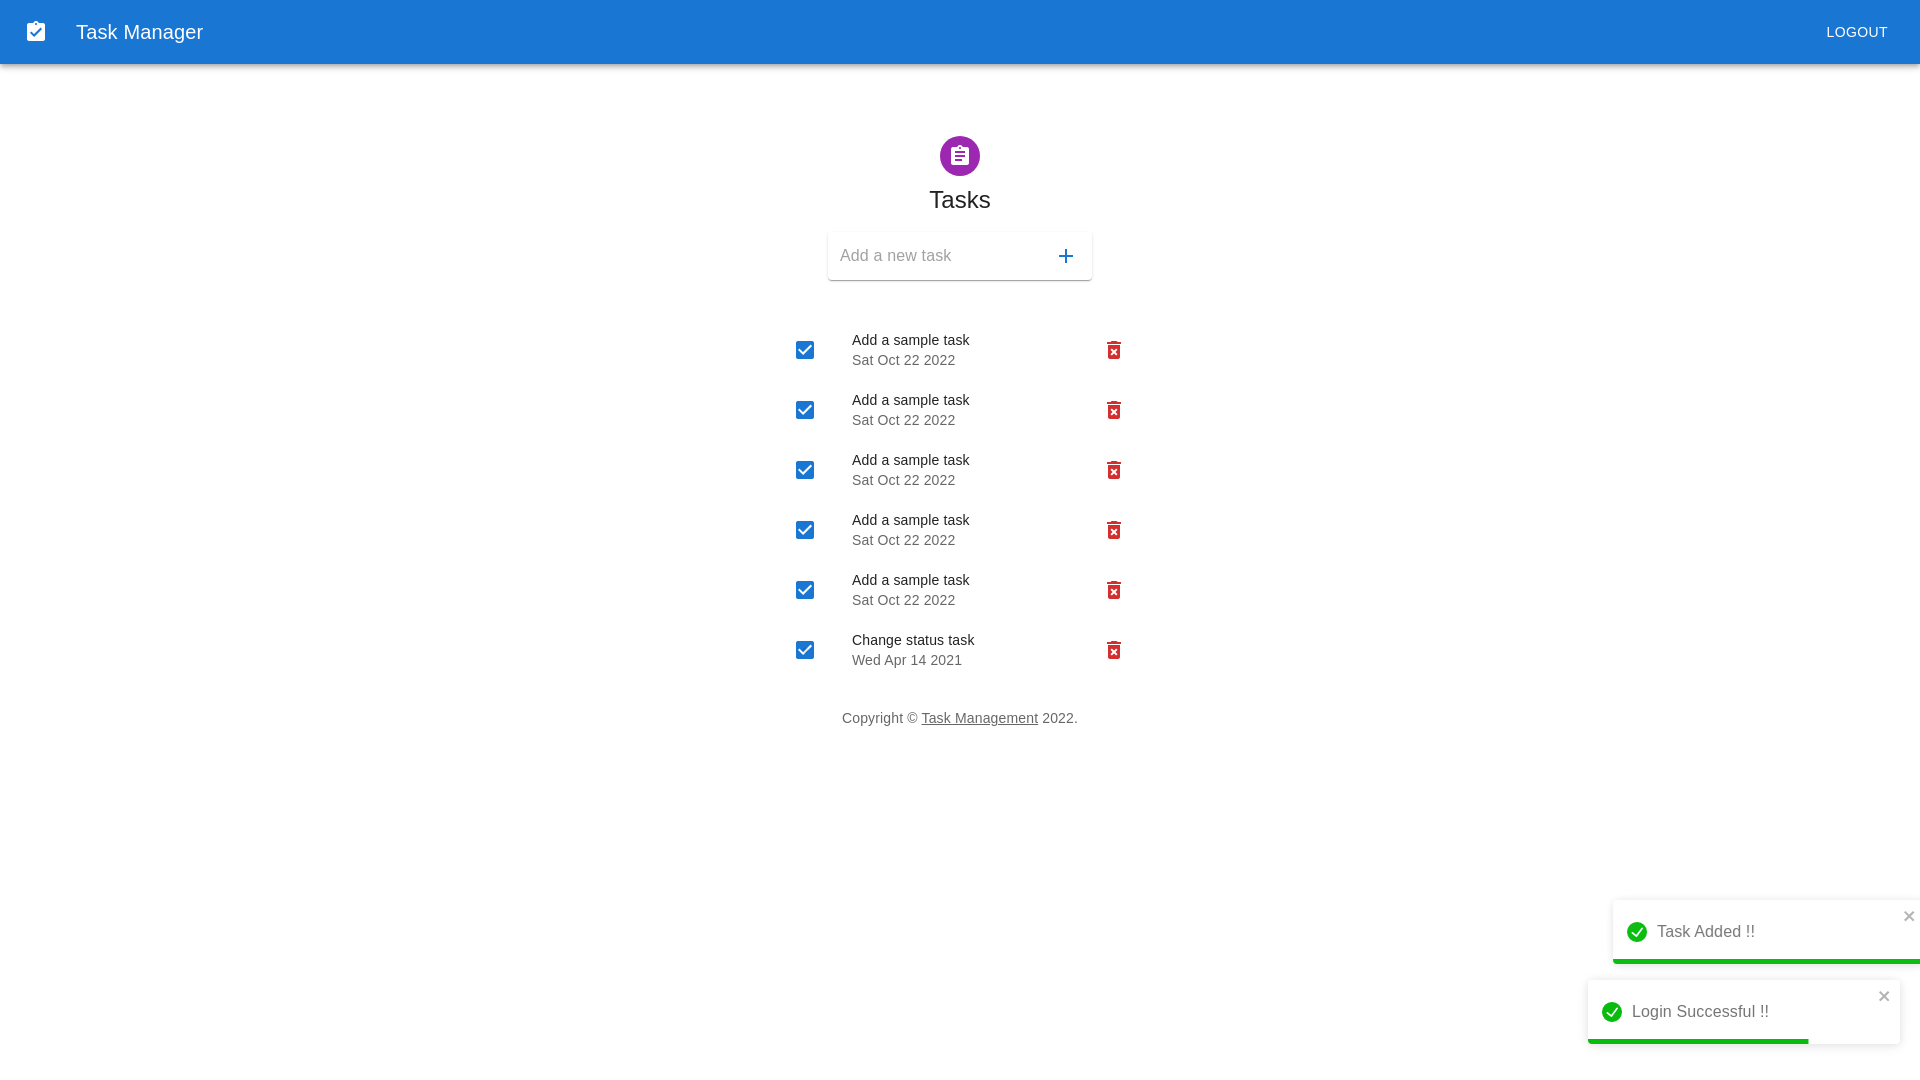 Task Manager
LOGOUT
Tasks
Add a new task
Add a sample task
Sat Oct 22 2022
Add a sample task
Sat Oct 22 2022
Add a sample task
Sat Oct 22 2022
Add a sample task
Sat Oct 22 2022
Add a sample task
Sat Oct 22 2022
Change status task
Wed Apr 14 2021
Copyright © Task Management 2022.
Task Added !!
Login Successful !!